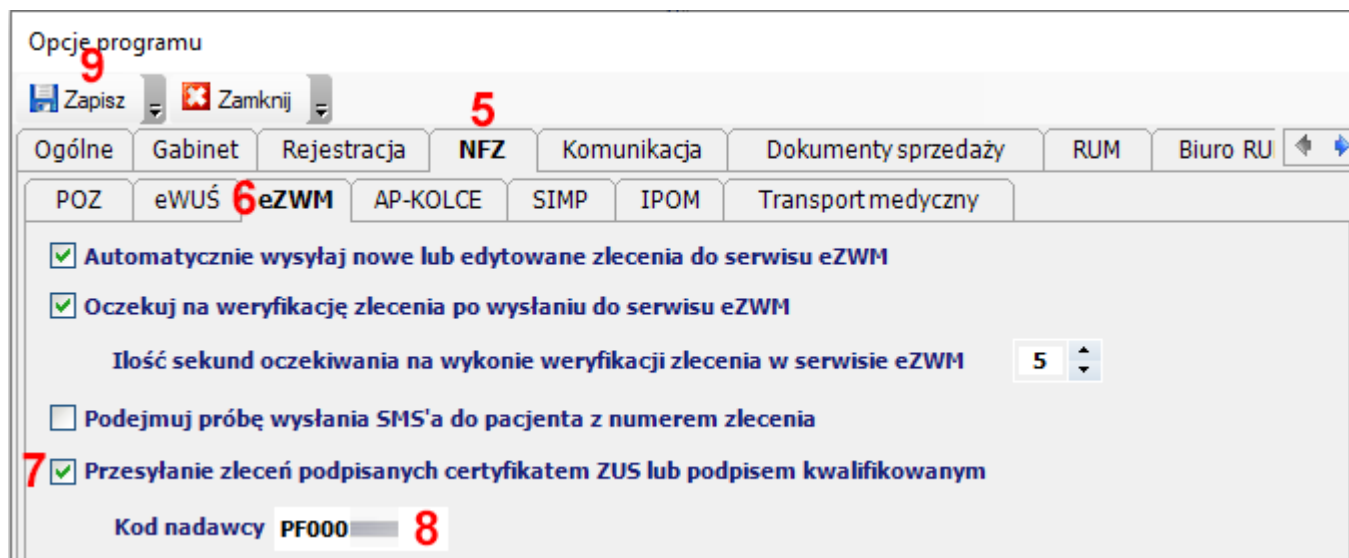 Opcje programu
9
Zapisz Zamknij
5
Ogólne Gabinet Rejestracja NFZ Komunikacja Dokumenty sprzedaży RUM Biuro RU
POZ eWUŚ 6 eZWM AP-KOLCE SIMP IPOM Transport medyczny
Automatycznie wysyłaj nowe lub edytowane zlecenia do serwisu eZWM
Oczekuj na weryfikację zlecenia po wysłaniu do serwisu eZWM
Ilość sekund oczekiwania na wykonie weryfikacji zlecenia w serwisie eZWM 5
Podejmuj próbę wysłania SMS'a do pacjenta z numerem zlecenia
7 Przesyłanie zleceń podpisanych certyfikatem ZUS lub podpisem kwalifikowanym
Kod nadawcy PF000 8